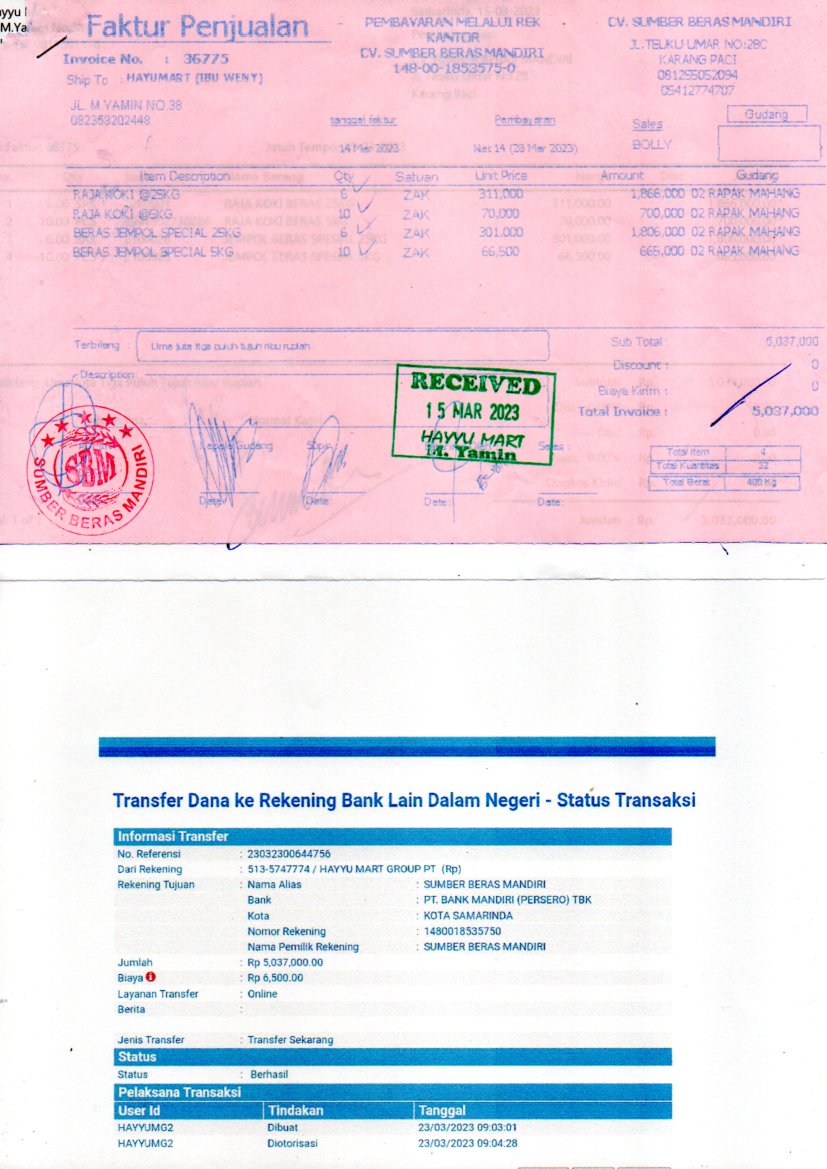 Faktur Penjualan
Invoice No. : 36775
Ship To : HAYUMART (IBU WENY)
JL. M.YAMIN NO.38
082353202448
PEMBAYARAN MELALUI REK
KANTOR
CV. SUMBER BERAS MANDIRI
148-00-1853575-0
CV. SUMBER BERAS MANDIRI
JL.TEUKU UMAR NO:28C
KARANG PACI
081255052094
05412774707
tanggal faktur Pembayaran Sales Gudang
14 Mar 2023 Net 14 (28 Mar 2023) BOLLY
Item Description Qty Satuan Unit Price Amount Gudang
RAJA KOKI @25KG 6 ZAK 311,000 1,866,000 02 RAPAK MAHANG
RAJA KOKI @5KG 10 ZAK 70,000 700,000 02 RAPAK MAHANG
BERAS JEMPOL SPECIAL 25KG 6 ZAK 301,000 1,806,000 02 RAPAK MAHANG
BERAS JEMPOL SPECIAL 5KG 10 ZAK 66,500 665,000 02 RAPAK MAHANG
Terbilang : Lima juta tiga puluh tujuh ribu rupiah
Sub Total : 5,037,000
Description:
Discount : 0
Biaya Kirim : 0
Total Invoice : 5,037,000
RECEIVED
15 MAR 2023
HAYYU MART
M. Yamin
SBM
SUMBER BERAS MANDIRI
Kepala Gudang Supir Sales :
Date: Date: Date: Date:
Total Item 4
Total Kuantitas 32
Total Berat 400 Kg
Transfer Dana ke Rekening Bank Lain Dalam Negeri - Status Transaksi
Informasi Transfer
No. Referensi : 23032300644756
Dari Rekening : 513-5747774 / HAYYU MART GROUP PT (Rp)
Rekening Tujuan : Nama Alias : SUMBER BERAS MANDIRI
Bank : PT. BANK MANDIRI (PERSERO) TBK
Kota : KOTA SAMARINDA
Nomor Rekening : 1480018535750
Nama Pemilik Rekening : SUMBER BERAS MANDIRI
Jumlah : Rp 5,037,000.00
Biaya : Rp 6,500.00
Layanan Transfer : Online
Berita :
Jenis Transfer : Transfer Sekarang
Status
Status : Berhasil
Pelaksana Transaksi
User Id Tindakan Tanggal
HAYYUMG2 Dibuat 23/03/2023 09:03:01
HAYYUMG2 Diotorisasi 23/03/2023 09:04:28